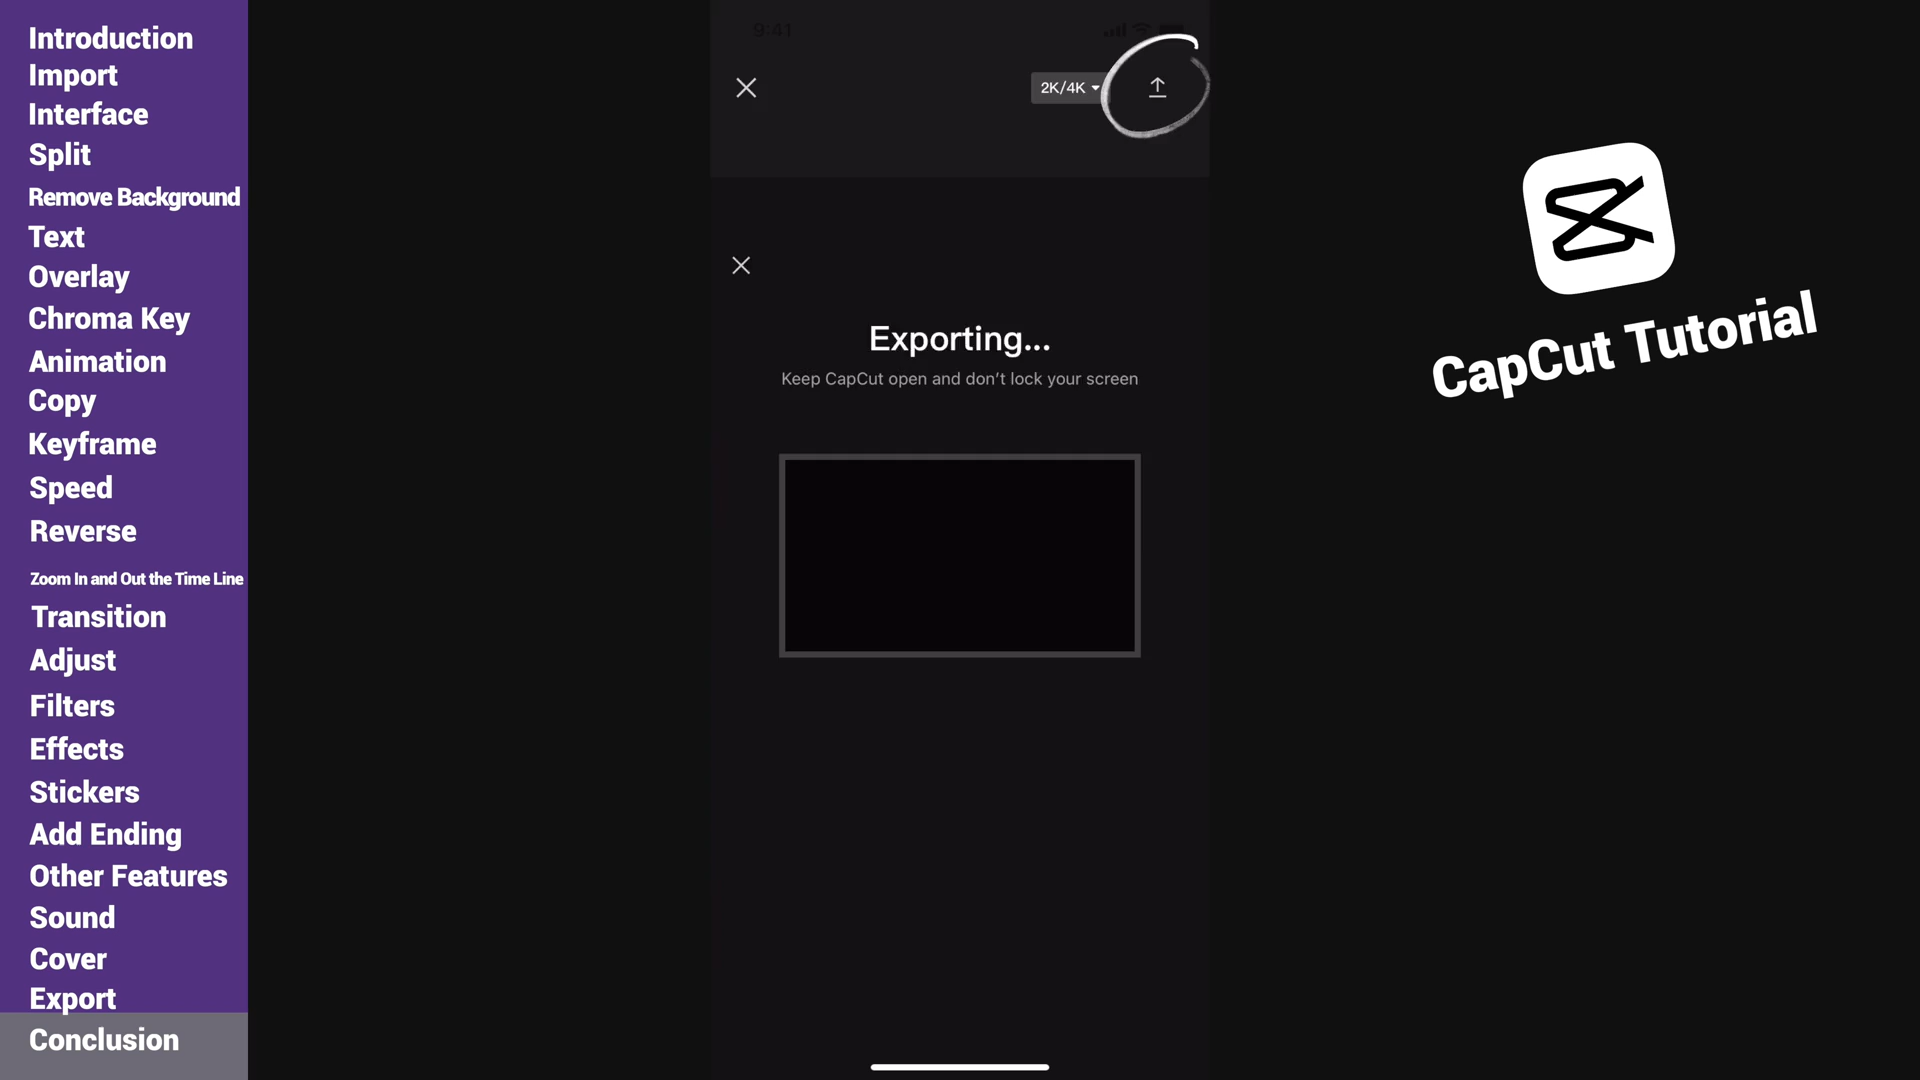 Introduction
Import
Interface
Split
Remove Background
Text
Overlay
Chroma Key
Animation
Copy
Keyframe
Speed
Reverse
Zoom In and Out the Time Line
Transition
Adjust
Filters
Effects
Stickers
Add Ending
Other Features
Sound
Cover
Export
Conclusion
9:41
2K/4K
Exporting...
Keep CapCut open and don’t lock your screen
CapCut Tutorial